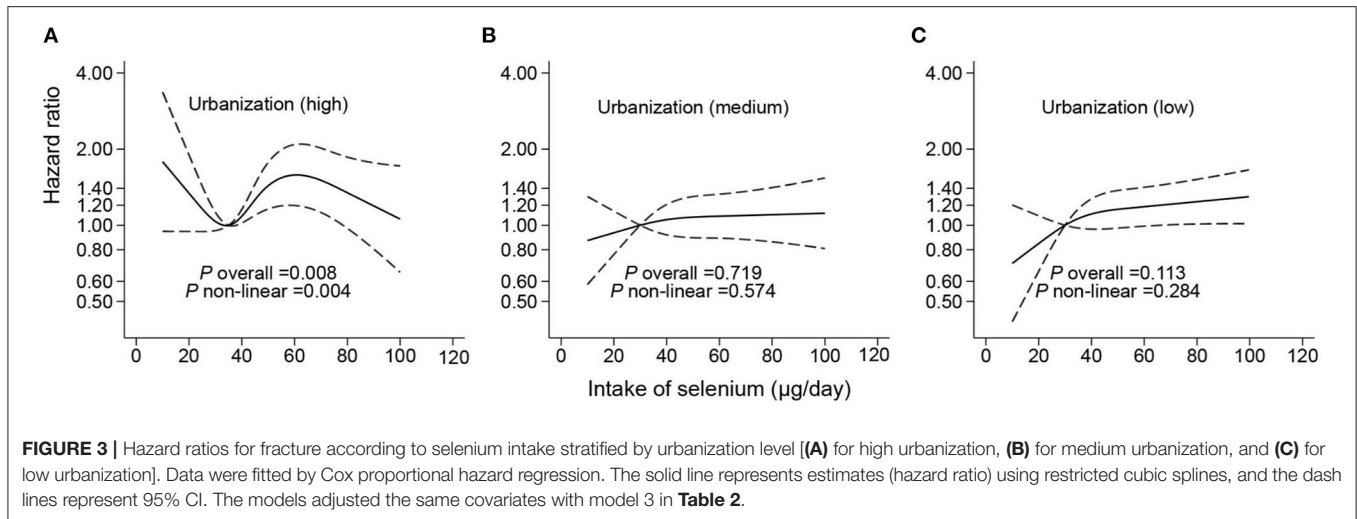 A
Hazard ratio
4.00
2.00
1.40
1.20
1.00
0.80
0.60
0.50
Urbanization (high)
P overall =0.008
P non-linear =0.004
0 20 40 60 80 100 120
B
4.00
2.00
1.40
1.20
1.00
0.80
0.60
0.50
Urbanization (medium)
P overall =0.719
P non-linear =0.574
0 20 40 60 80 100 120
C
4.00
2.00
1.40
1.20
1.00
0.80
0.60
0.50
Urbanization (low)
P overall =0.113
P non-linear =0.284
0 20 40 60 80 100 120
Intake of selenium (µg/day)
FIGURE 3 | Hazard ratios for fracture according to selenium intake stratified by urbanization level [(A) for high urbanization, (B) for medium urbanization, and (C) for
low urbanization]. Data were fitted by Cox proportional hazard regression. The solid line represents estimates (hazard ratio) using restricted cubic splines, and the dash
lines represent 95% CI. The models adjusted the same covariates with model 3 in Table 2.